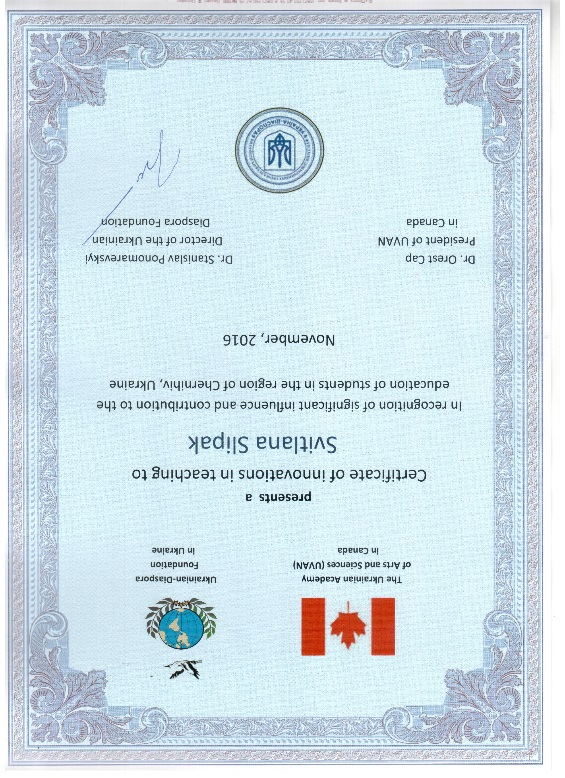 The Ukrainian Academy
of Arts and Sciences (UVAN)
in Canada
Ukrainian-Diaspora
Foundation
In Ukraine
presents a
Certificate of innovations in teaching to
Svitlana Slipak
In recognition of significant influence and contribution to the
education of students in the region of Chernihiv, Ukraine
November, 2016
Dr. Orest Cap
President of UVAN
in Canada
Dr. Stanislav Ponomarevskyi
Director of the Ukrainian
Diaspora Foundation
УКРАЇНА-ДІАСПОРА